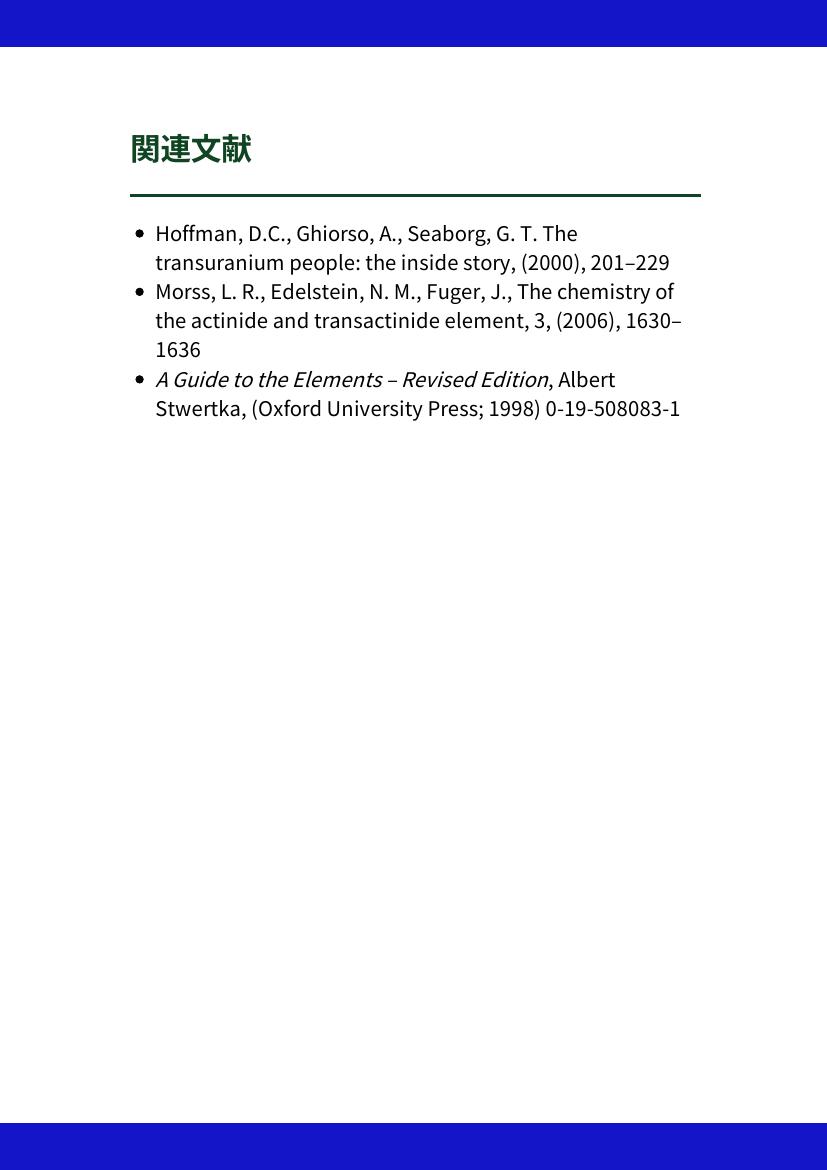 関連文献
• Hoffman, D.C., Ghiorso, A., Seaborg, G. T. The
transuranium people: the inside story, (2000), 201–229
• Morss, L. R., Edelstein, N. M., Fuger, J., The chemistry of
the actinide and transactinide element, 3, (2006), 1630–
1636
• A Guide to the Elements – Revised Edition, Albert
Stwertka, (Oxford University Press; 1998) 0-19-508083-1